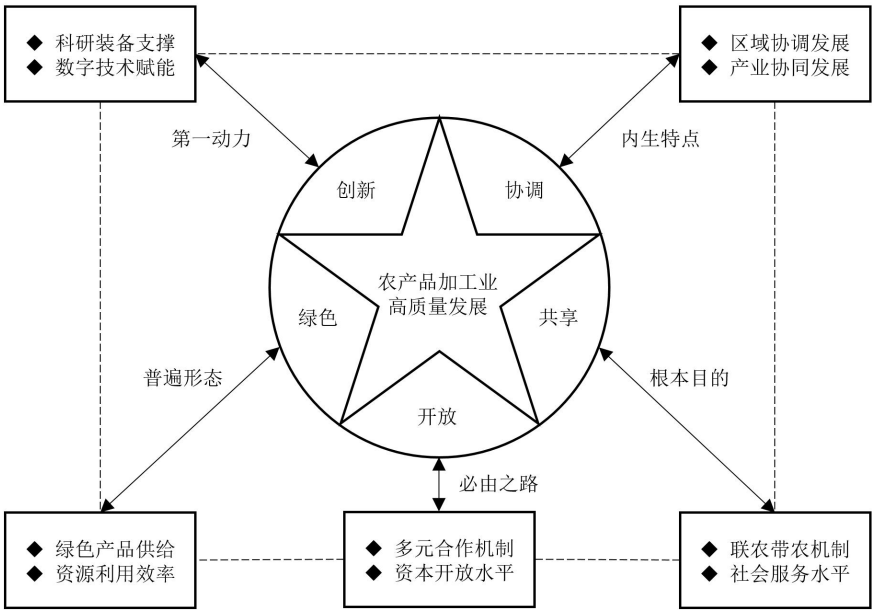 ◆ 科研装备支撑
◆ 数字技术赋能
◆ 区域协调发展
◆ 产业协同发展
第一动力
内生特点
创新
协调
农产品加工业
高质量发展
绿色
共享
普遍形态
根本目的
开放
必由之路
◆ 绿色产品供给
◆ 资源利用效率
◆ 多元合作机制
◆ 资本开放水平
◆ 联农带农机制
◆ 社会服务水平